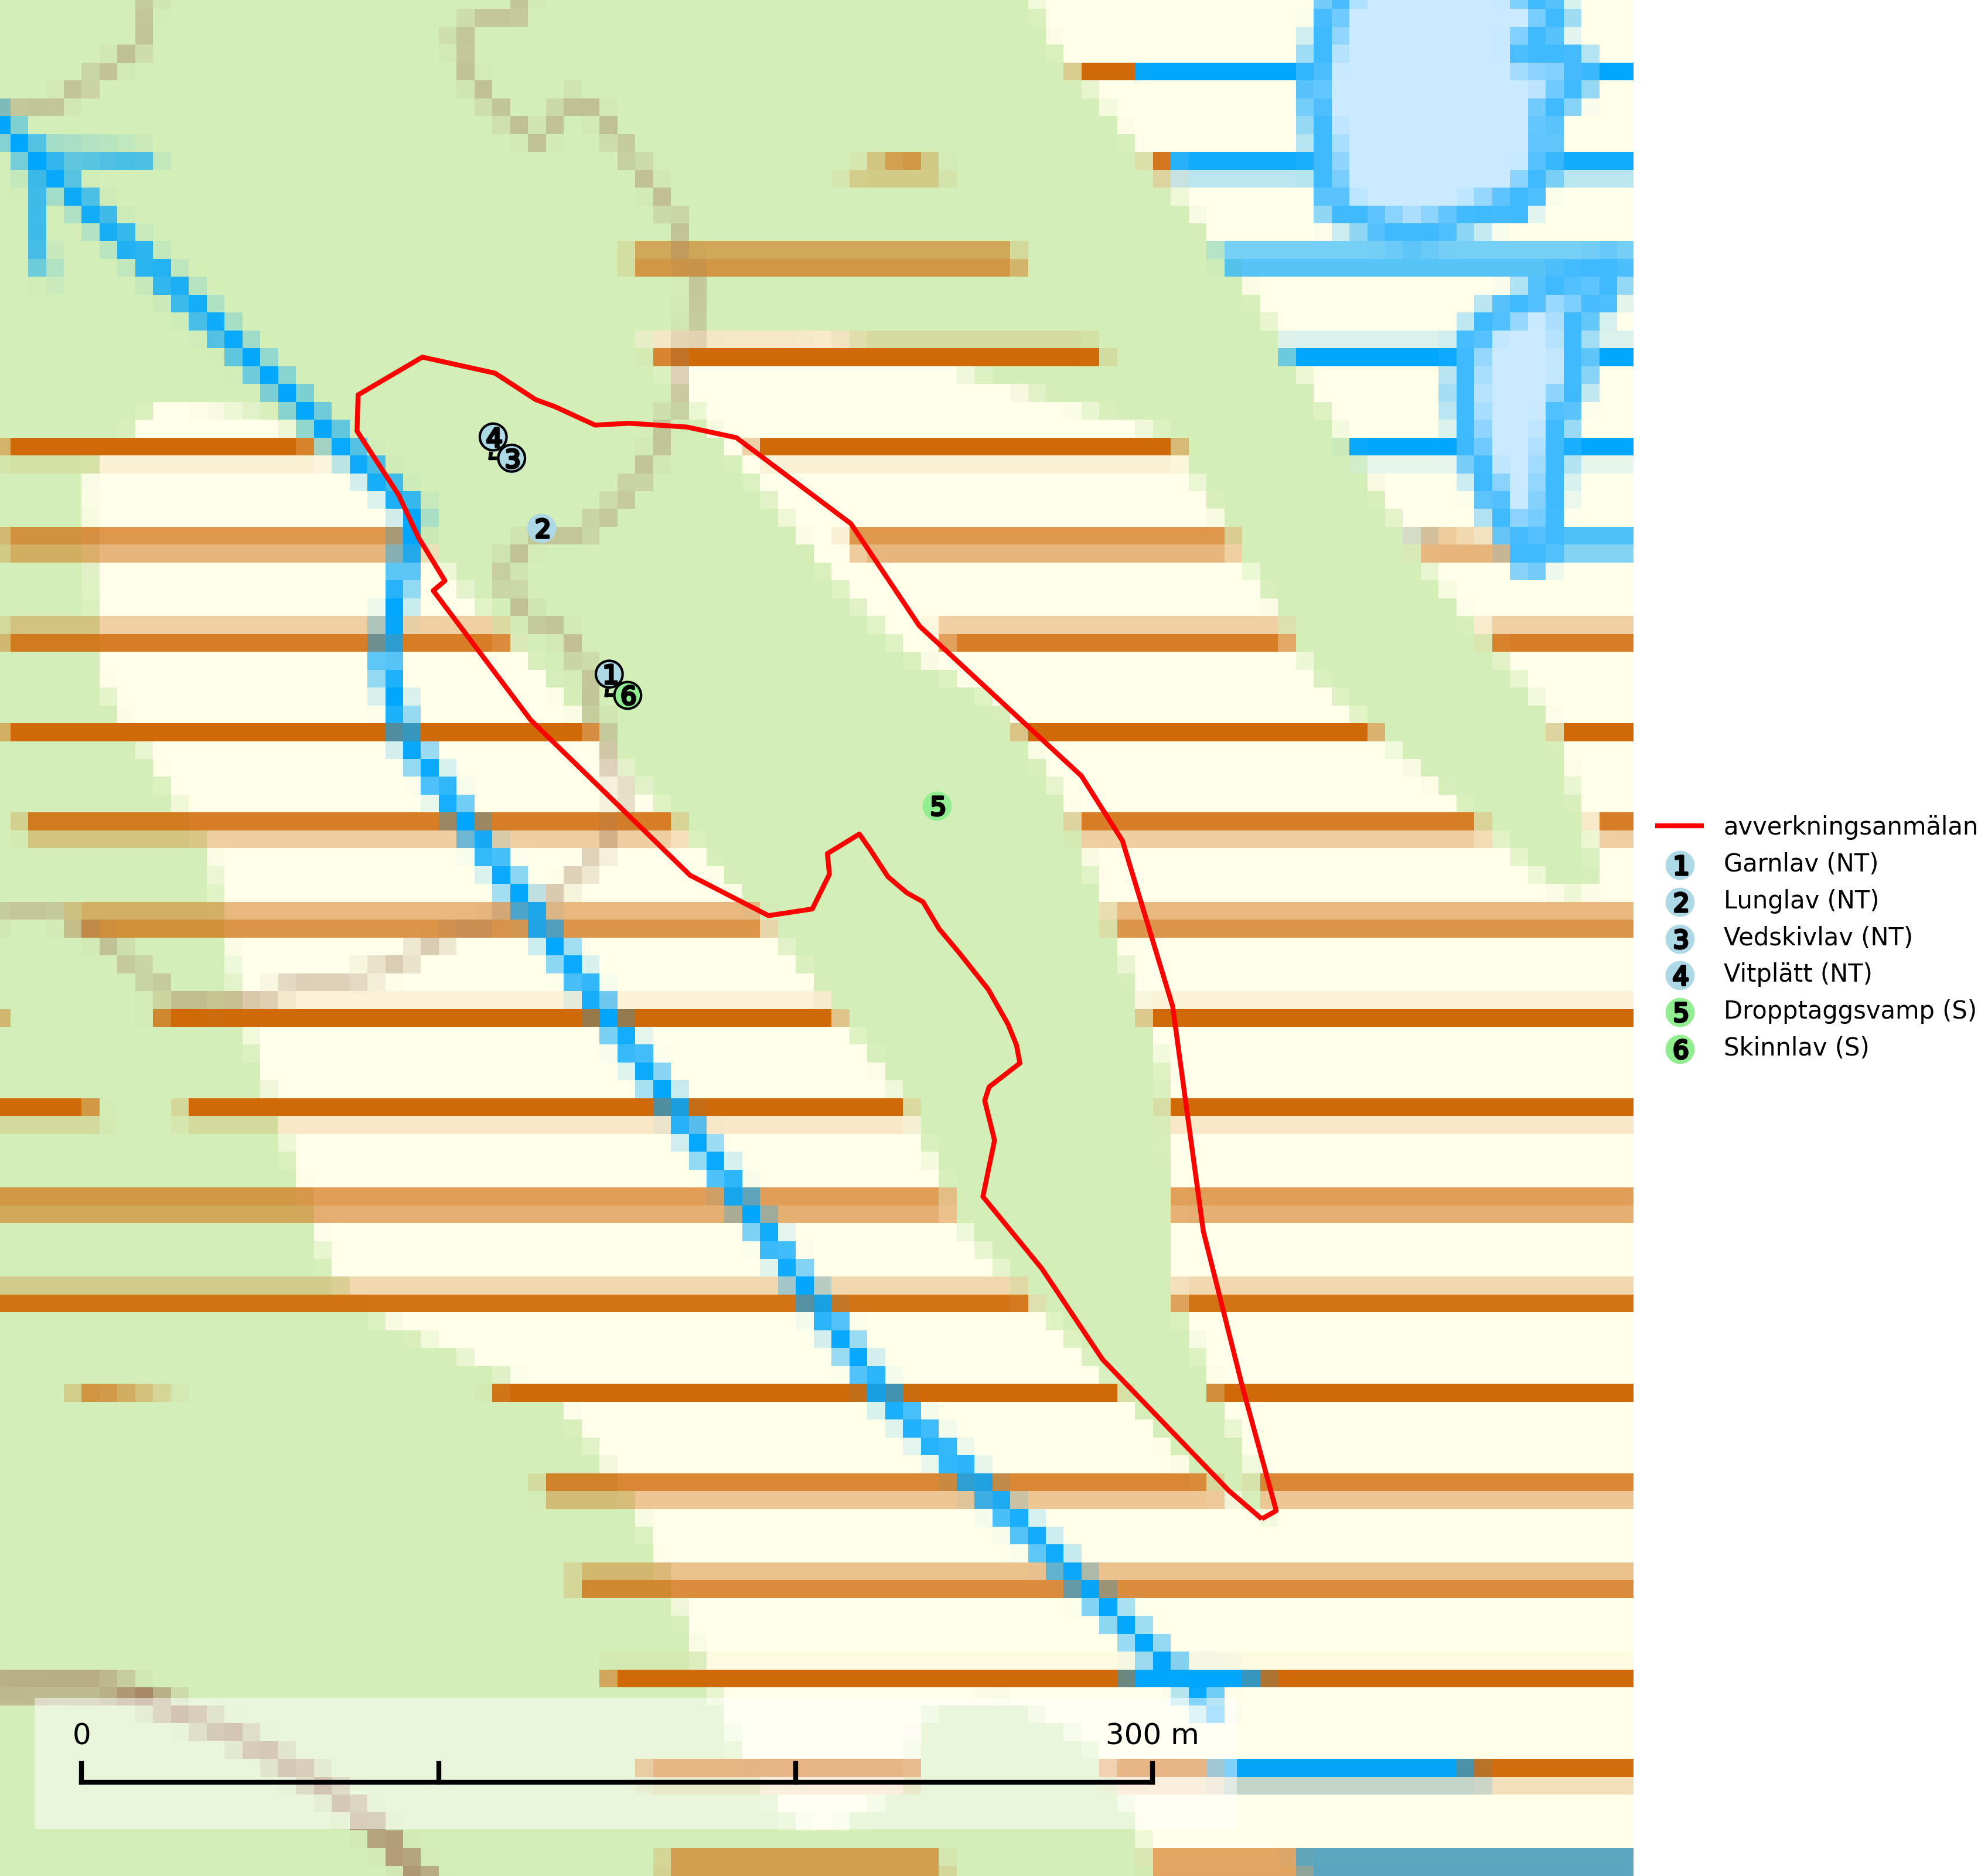 4
3
2
1
6
5
avverkningsanmälan
1 Garnlav (NT)
2 Lunglav (NT)
3 Vedskivlav (NT)
4 Vitplätt (NT)
5 Dropptaggsvamp (S)
6 Skinnlav (S)
0 300 m